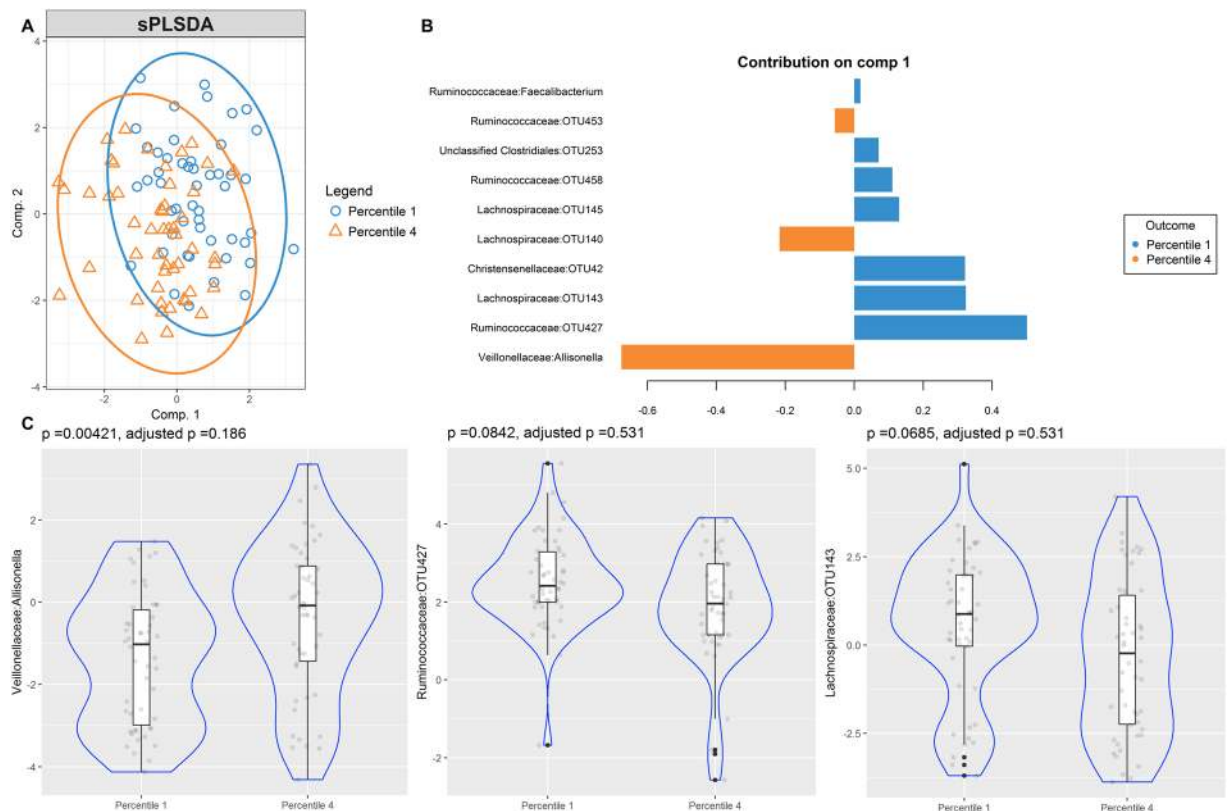 A
sPLSDA
4
2
0
-2
-4
Comp. 2
-2
0
2
Comp. 1
Legend
Percentile 1
Percentile 4
B
Contribution on comp 1
Ruminococcaceae:Faecalibacterium
Ruminococcaceae:OTU453
Unclassified Clostridiales:OTU253
Ruminococcaceae:OTU458
Lachnospiraceae:OTU145
Lachnospiraceae:OTU140
Christensenellaceae:OTU42
Lachnospiraceae:OTU143
Ruminococcaceae:OTU427
Veillonellaceae:Allisonella
-0.6 -0.4 -0.2 0.0 0.2 0.4
Outcome
Percentile 1
Percentile 4
C
p =0.00421, adjusted p =0.186
Veillonellaceae:Allisonella
2
0
-2
-4
Percentile 1
Percentile 4
p =0.0842, adjusted p =0.531
Ruminococcaceae:OTU427
4
2
0
-2
Percentile 1
Percentile 4
p =0.0685, adjusted p =0.531
Lachnospiraceae:OTU143
5.0
2.5
0.0
-2.5
Percentile 1
Percentile 4